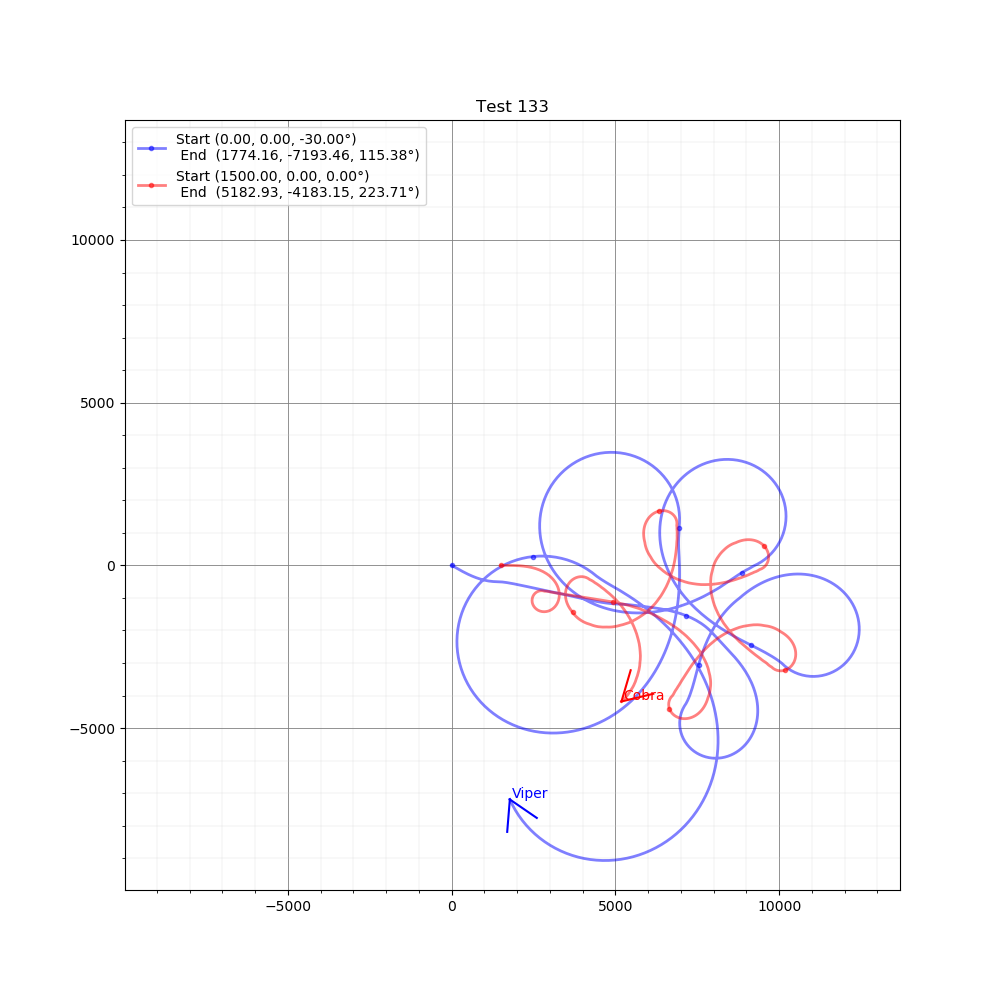 Test 133
Start (0.00, 0.00, -30.00°)
End  (1774.16, -7193.46, 115.38°)
Start (1500.00, 0.00, 0.00°)
End  (5182.93, -4183.15, 223.71°)
10000
5000
0
−5000
Cobra
Viper
−5000
0
5000
10000